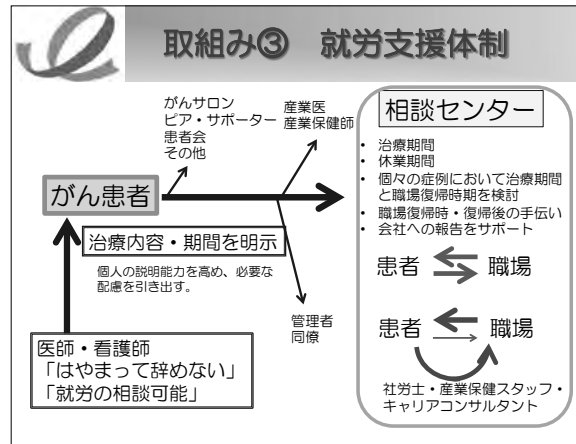 取組み③　就労支援体制
がんサロン
ピア・サポーター
患者会
その他
産業医
産業保健師
がん患者
治療内容・期間を明示
個人の説明能力を高め、必要な
配慮を引き出す。
管理者
同僚
医師・看護師
「はやまって辞めない」
「就労の相談可能」
相談センター
• 治療期間
• 休業期間
• 個々の症例において治療期間
と職場復帰時期を検討
• 職場復帰時・復帰後の手伝い
• 会社への報告をサポート
患者　職場
患者　職場
社労士・産業保健スタッフ・
キャリアコンサルタント